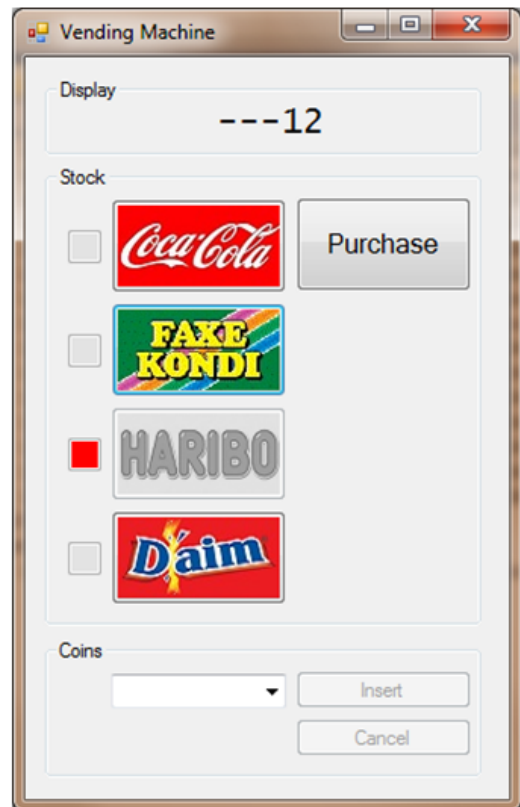 Vending Machine
Display
---12
Stock
Coca-Cola
Purchase
FAXE
KONDI
HARIBO
Daim
Coins
Insert
Cancel